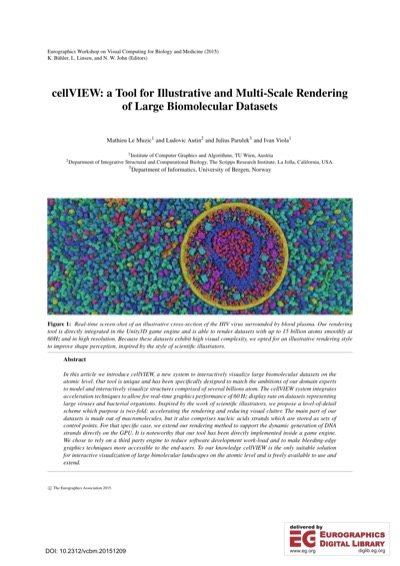 Eurographics Workshop on Visual Computing for Biology and Medicine (2015)
K. Bühler, L. Linsen, and N. W. John (Editors)
cellVIEW: a Tool for Illustrative and Multi-Scale Rendering
of Large Biomolecular Datasets
Mathieu Le Muzic1 and Ludovic Autin2 and Julius Parulek3 and Ivan Viola1
1Institute of Computer Graphics and Algorithms, TU Wien, Austria
2Department of Integrative Structural and Computational Biology, The Scripps Research Institute, La Jolla, California, USA.
3Department of Informatics, University of Bergen, Norway
Figure 1: Real-time screen-shot of an illustrative cross-section of the HIV virus surrounded by blood plasma. Our rendering
tool is directly integrated in the Unity3D game engine and is able to render datasets with up to 15 billion atoms smoothly at
60Hz and in high resolution. Because these datasets exhibit high visual complexity, we opted for an illustrative rendering style
to improve shape perception, inspired by the style of scientific illustrators.
Abstract
In this article we introduce cellVIEW, a new system to interactively visualize large biomolecular datasets on the
atomic level. Our tool is unique and has been specifically designed to match the ambitions of our domain experts
to model and interactively visualize structures comprised of several billions atom. The cellVIEW system integrates
acceleration techniques to allow for real-time graphics performance of 60 Hz display rate on datasets representing
large viruses and bacterial organisms. Inspired by the work of scientific illustrators, we propose a level-of-detail
scheme which purpose is two-fold: accelerating the rendering and reducing visual clutter. The main part of our
datasets is made out of macromolecules, but it also comprises nucleic acids strands which are stored as sets of
control points. For that specific case, we extend our rendering method to support the dynamic generation of DNA
strands directly on the GPU. It is noteworthy that our tool has been directly implemented inside a game engine.
We chose to rely on a third party engine to reduce software development work-load and to make bleeding-edge
graphics techniques more accessible to the end-users. To our knowledge cellVIEW is the only suitable solution
for interactive visualization of large bimolecular landscapes on the atomic level and is freely available to use and
extend.
© The Eurographics Association 2015.
DOI: 10.2312/vcbm.20151209
delivered by
EG EUROGRAPHICS
DIGITAL LIBRARY
www.eg.org diglib.eg.org